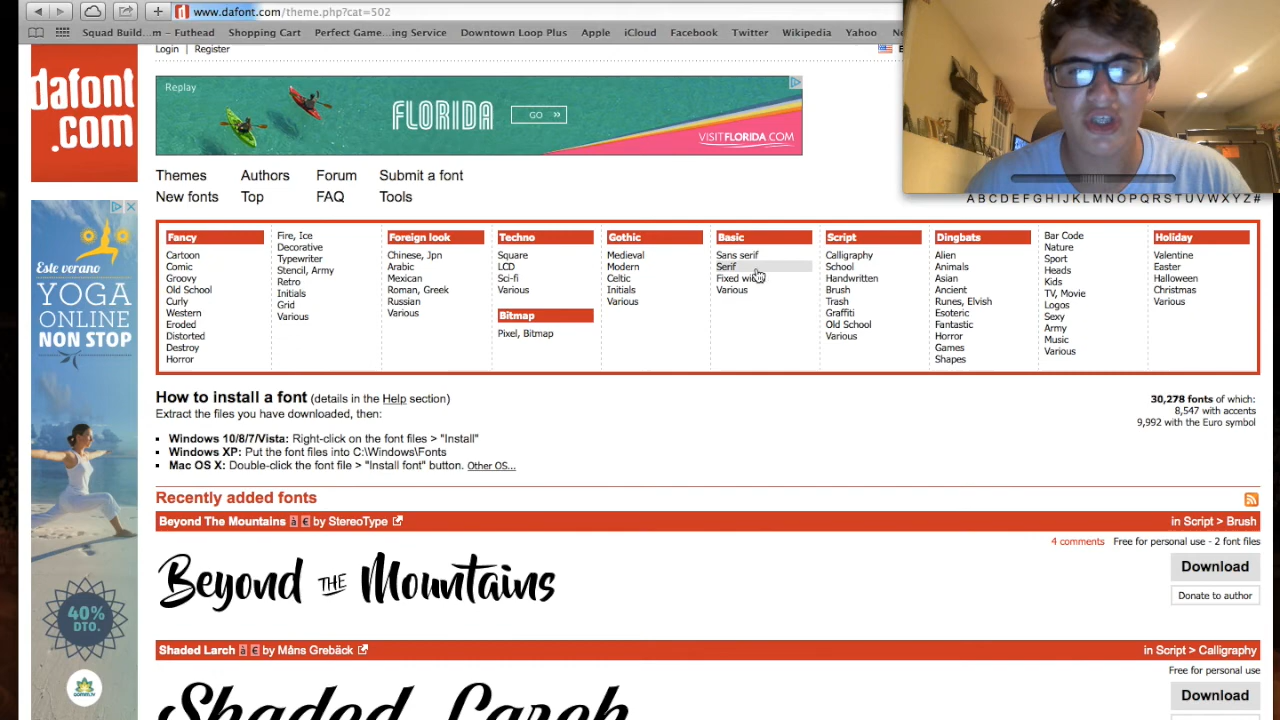 www.dafont.com/theme.php?cat=502
Squad Build...m – Futhead Shopping Cart Perfect Game...ing Service Downtown Loop Plus Apple iCloud Facebook Twitter Wikipedia Yahoo
Login | Register
dafont
.com
Replay
FLORIDA
GO »
VISITFLORIDA.COM
Themes Authors Forum Submit a font
New fonts Top FAQ Tools
A B C D E F G H I J K L M N O P Q R S T U V W X Y Z #
Este verano
YOGA
ONLINE
NON STOP
40%
DTO.
Fancy
Cartoon
Comic
Groovy
Old School
Curly
Western
Eroded
Distorted
Destroy
Horror
Fire, Ice
Decorative
Typewriter
Stencil, Army
Retro
Initials
Grid
Various
Foreign look
Chinese, Jpn
Arabic
Mexican
Roman, Greek
Russian
Various
Techno
Square
LCD
Sci-fi
Various
Bitmap
Pixel, Bitmap
Gothic
Medieval
Modern
Celtic
Initials
Various
Basic
Sans serif
Serif
Fixed
Various
Script
Calligraphy
School
Handwritten
Brush
Trash
Graffiti
Old School
Various
Dingbats
Alien
Animals
Asian
Ancient
Runes, Elvish
Esoteric
Fantastic
Horror
Games
Shapes
Bar Code
Nature
Sport
Heads
Kids
TV, Movie
Logos
Sexy
Army
Music
Various
Holiday
Valentine
Easter
Halloween
Christmas
Various
How to install a font (details in the Help section)
Extract the files you have downloaded, then:
Windows 10/8/7/Vista: Right-click on the font files > "Install"
Windows XP: Put the font files into C:\Windows\Fonts
Mac OS X: Double-click the font file > "Install font" button. Other OS...
30,278 fonts of which:
8,547 with accents
9,992 with the Euro symbol
Recently added fonts
Beyond The Mountains à € by StereoType in Script > Brush
4 comments Free for personal use - 2 font files
Beyond THE Mountains
Download
Donate to author
Shaded Larch à € by Måns Grebäck in Script > Calligraphy
Free for personal use
Shaded Larch
Download